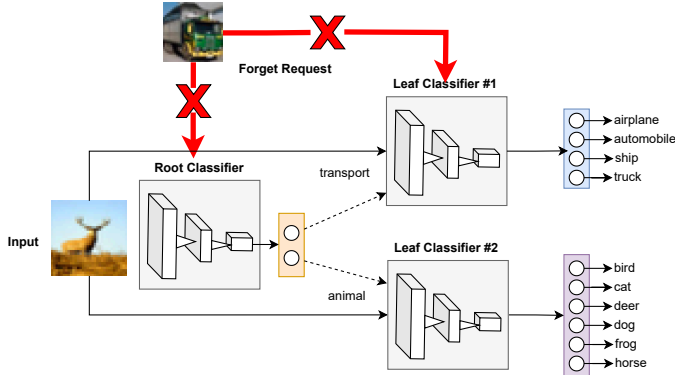 Forget Request
Leaf Classifier #1
airplane
automobile
ship
truck
Root Classifier
transport
Input
Leaf Classifier #2
animal
bird
cat
deer
dog
frog
horse